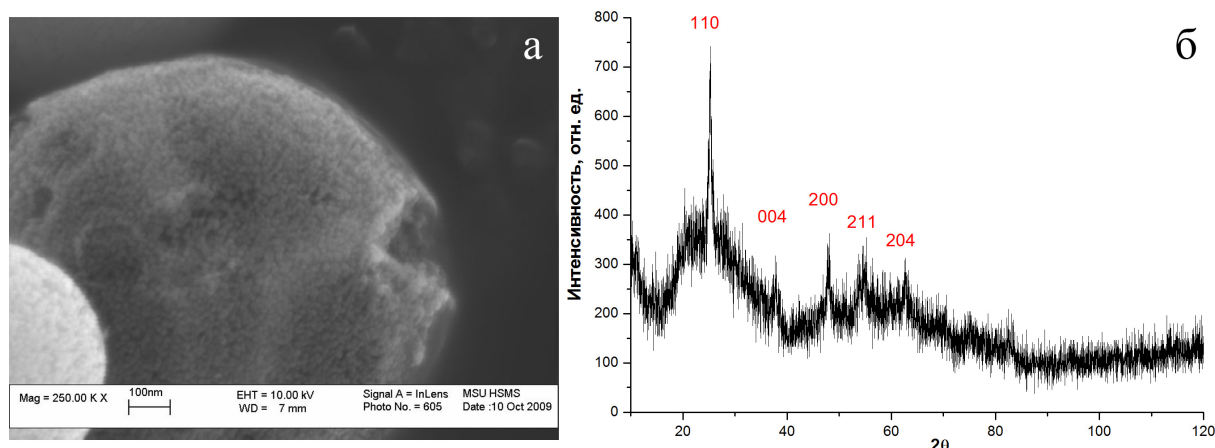 а
Mag = 250.00 K X
100nm
EHT = 10.00 kV
WD = 7 mm
Signal A = InLens
Photo No. = 605
MSU HSMS
Date :10 Oct 2009
б
Интенсивность, отн. ед.
800
700
600
500
400
300
200
100
0
110
004
200
211
204
20
40
60
80
100
120
2θ